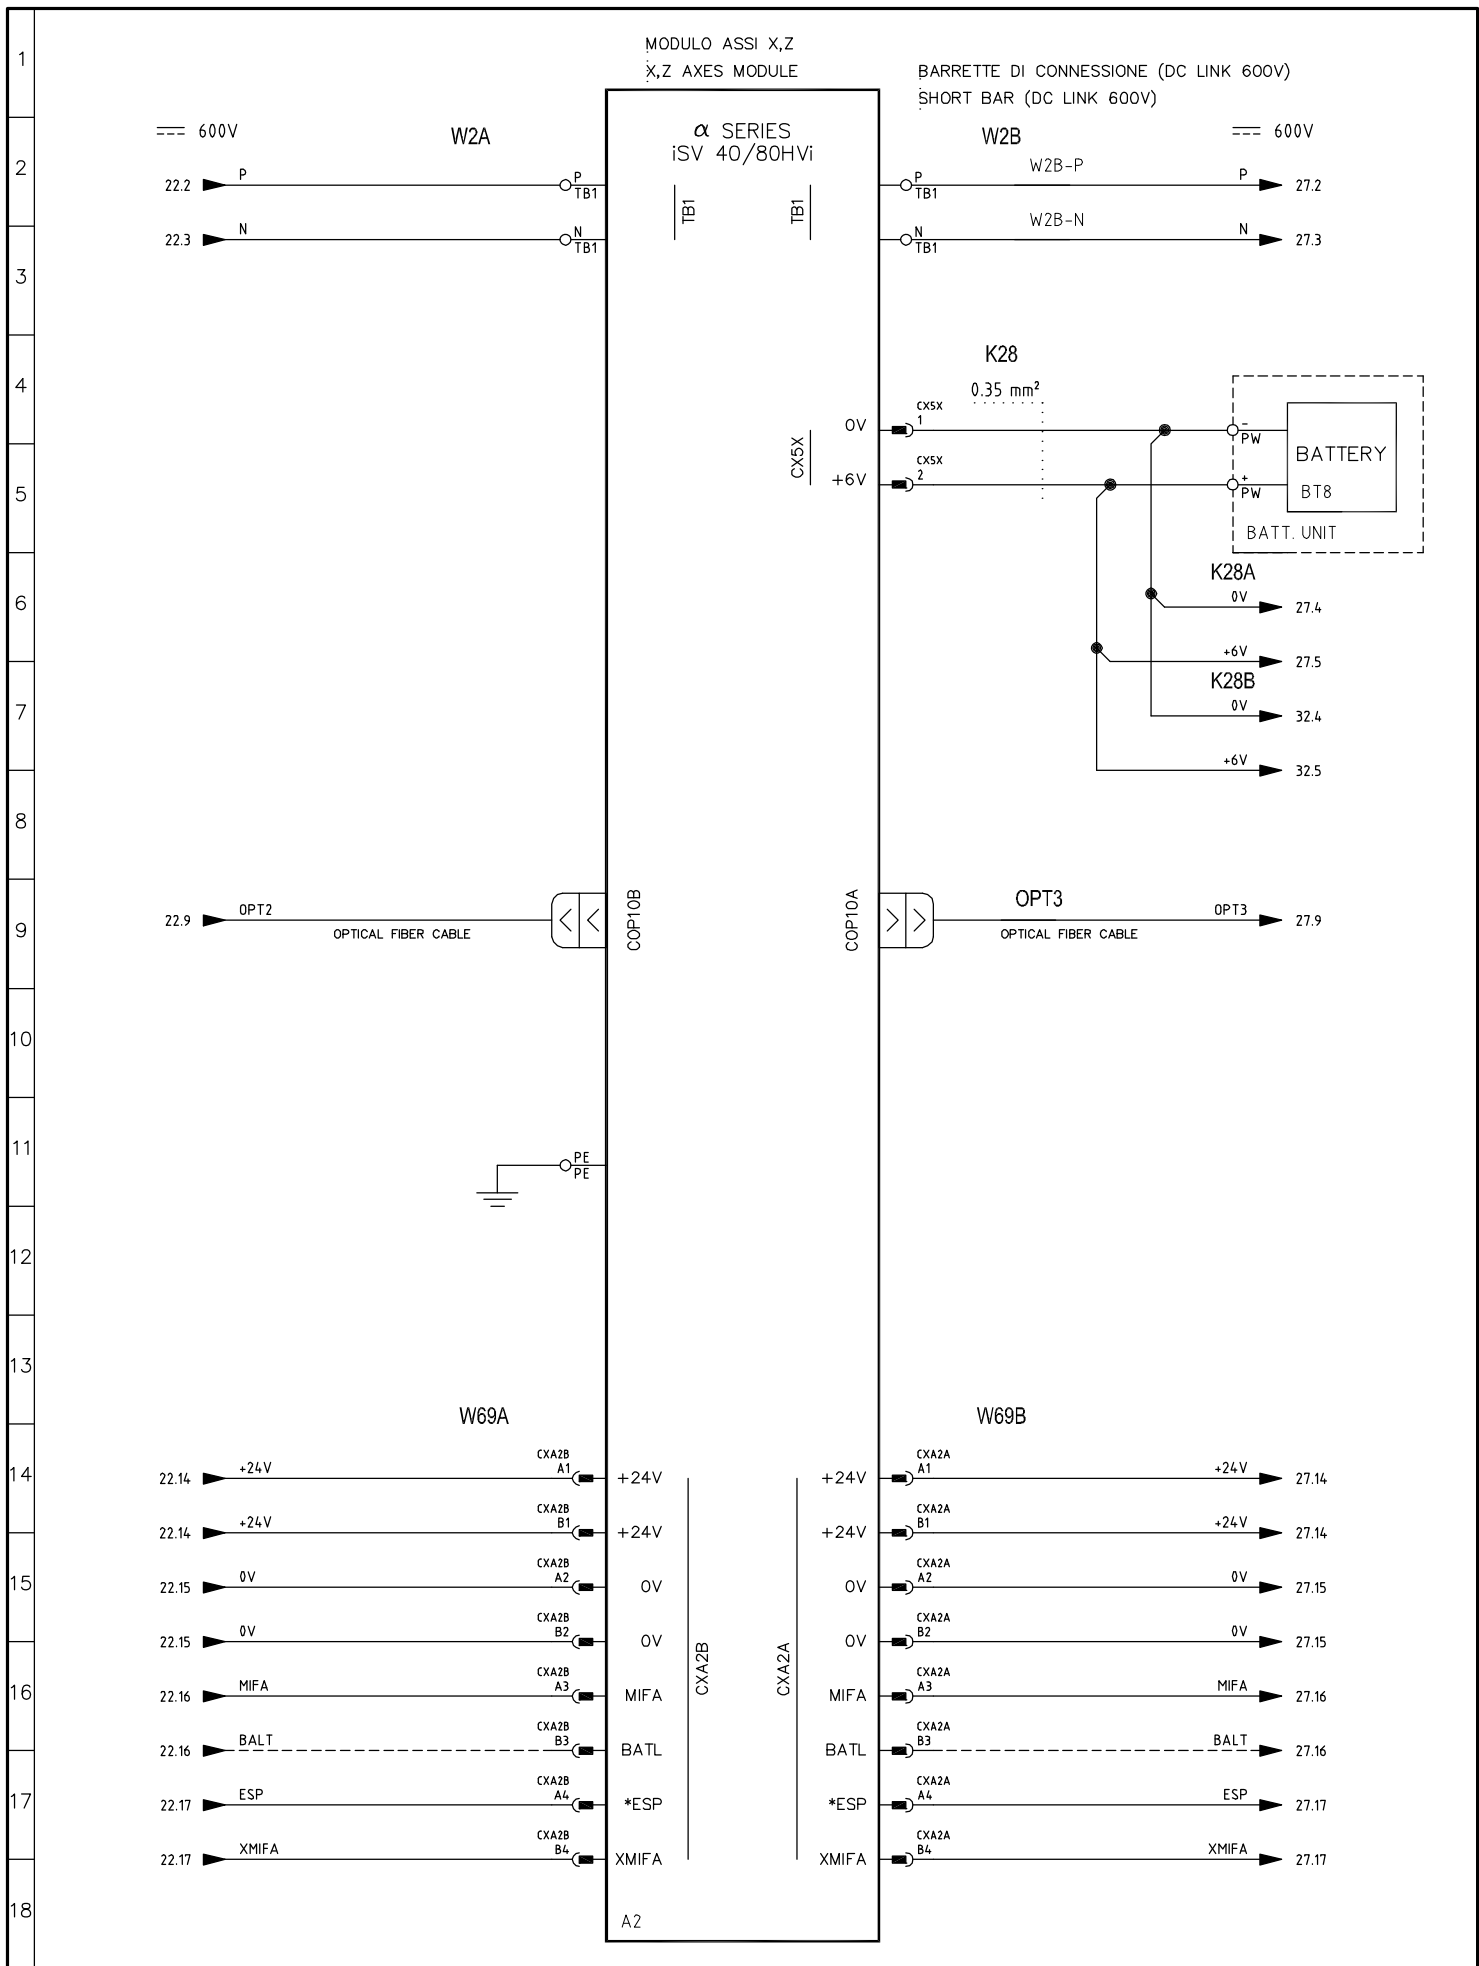 MODULO ASSI X,Z
X,Z AXES MODULE
BARRETTE DI CONNESSIONE (DC LINK 600V)
SHORT BAR (DC LINK 600V)
1
600V
W2A
α SERIES
iSV 40/80HVi
W2B
600V
2
22.2
P
P
TB1
TB1
TB1
P
TB1
W2B-P
P
27.2
22.3
N
N
TB1
N
TB1
W2B-N
N
27.3
3
K28
4
0.35 mm²
0V
CX5X
1
-
PW
BATTERY
CX5X
+6V
CX5X
2
+
PW
BT8
5
BATT. UNIT
K28A
6
0V
27.4
+6V
27.5
K28B
7
0V
32.4
+6V
32.5
8
9
22.9
OPT2
OPTICAL FIBER CABLE
COP10B
COP10A
OPT3
OPTICAL FIBER CABLE
OPT3
27.9
10
11
PE
PE
12
13
W69A
W69B
14
22.14
+24V
CXA2B
A1
+24V
+24V
CXA2A
A1
+24V
27.14
22.14
+24V
CXA2B
B1
+24V
+24V
CXA2A
B1
+24V
27.14
15
22.15
0V
CXA2B
A2
0V
0V
CXA2A
A2
0V
27.15
22.15
0V
CXA2B
B2
0V
0V
CXA2A
B2
0V
27.15
CXA2B
CXA2A
16
22.16
MIFA
CXA2B
A3
MIFA
MIFA
CXA2A
A3
MIFA
27.16
22.16
BALT
CXA2B
B3
BATL
BATL
CXA2A
B3
BALT
27.16
17
22.17
ESP
CXA2B
A4
*ESP
*ESP
CXA2A
A4
ESP
27.17
22.17
XMIFA
CXA2B
B4
XMIFA
XMIFA
CXA2A
B4
XMIFA
27.17
18
A2